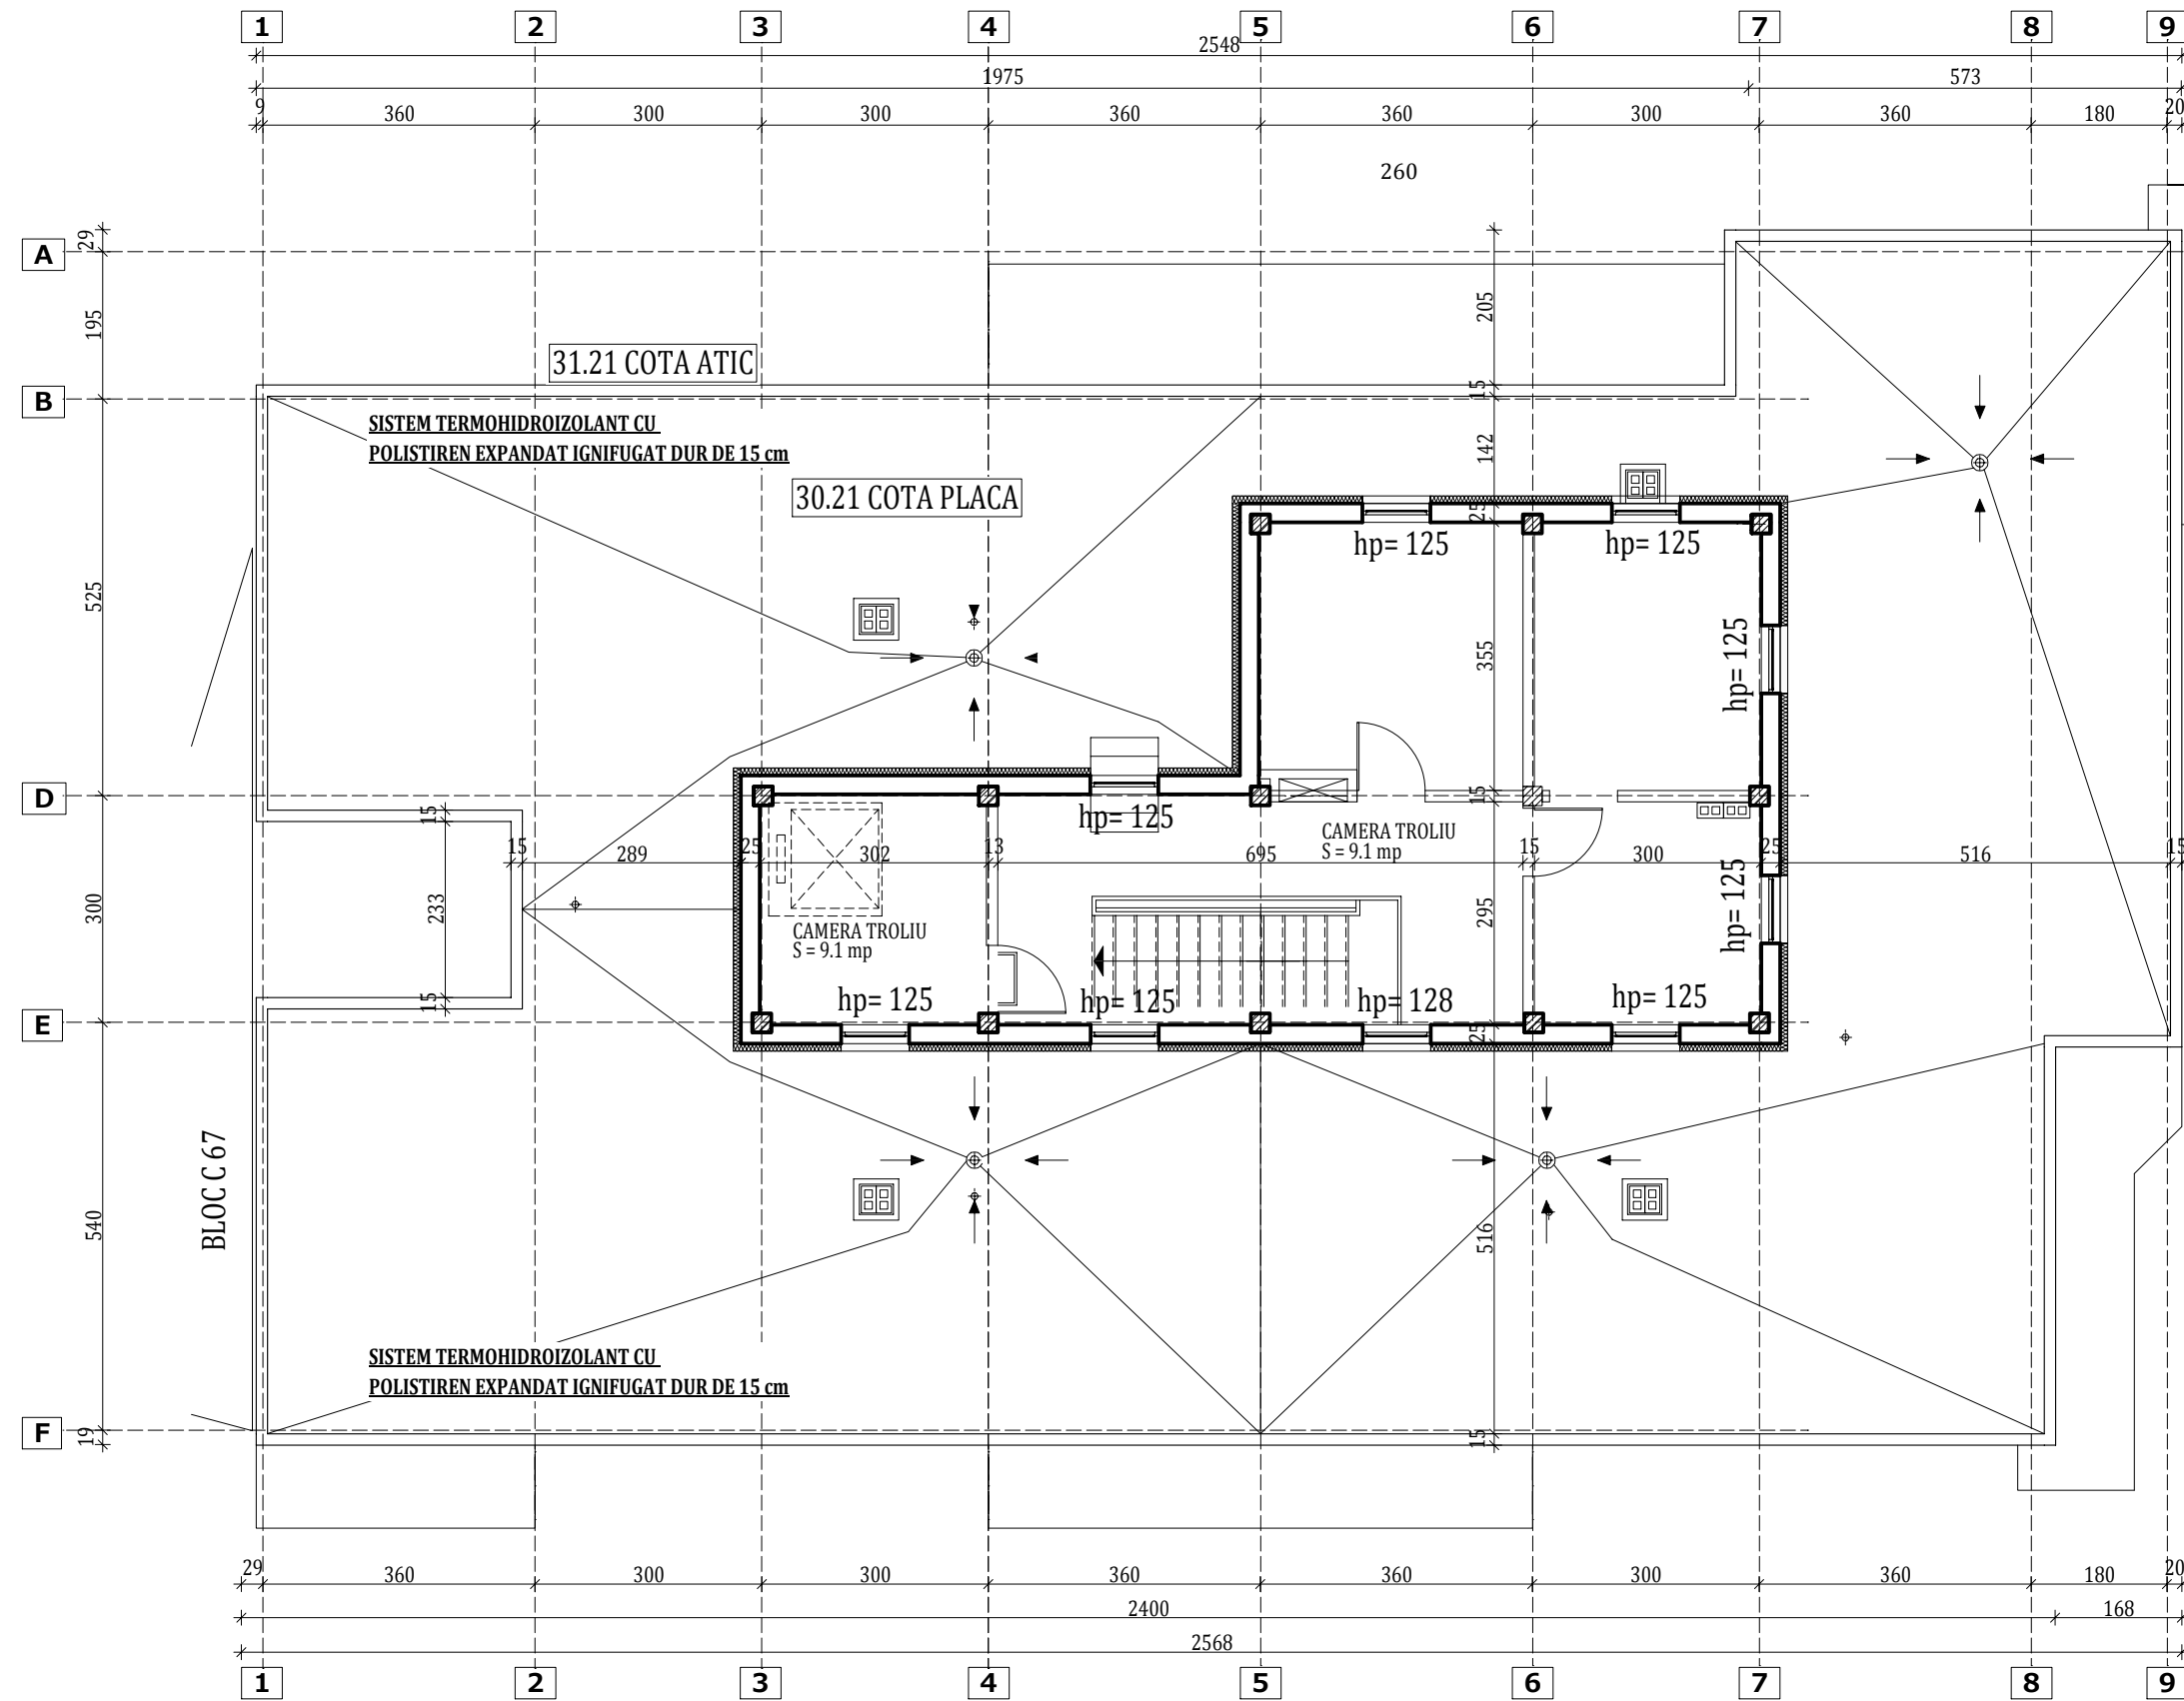 1 2 3 4 5 6 7 8 9
2548
1975 573
9 360 300 300 360 360 300 360 180 20
260
29
A
195
205
31.21 COTA ATIC
B
15
SISTEM TERMOHIDROIZOLANT CU
POLISTIREN EXPANDAT IGNIFUGAT DUR DE 15 cm
142
30.21 COTA PLACA
25
hp= 125 hp= 125
525
355
hp= 125
D
15
15
hp= 125
CAMERA TROLIU
S = 9.1 mp
15 289 25 302 13 695 15 300 25 516 15
300
233
295
hp= 125
CAMERA TROLIU
S = 9.1 mp
hp= 125 hp= 125 hp= 128 hp= 125
15
E
25
BLOC C 67
540
516
SISTEM TERMOHIDROIZOLANT CU
POLISTIREN EXPANDAT IGNIFUGAT DUR DE 15 cm
F
19
15
29 360 300 300 360 360 300 360 180 20
2400 168
2568
1 2 3 4 5 6 7 8 9